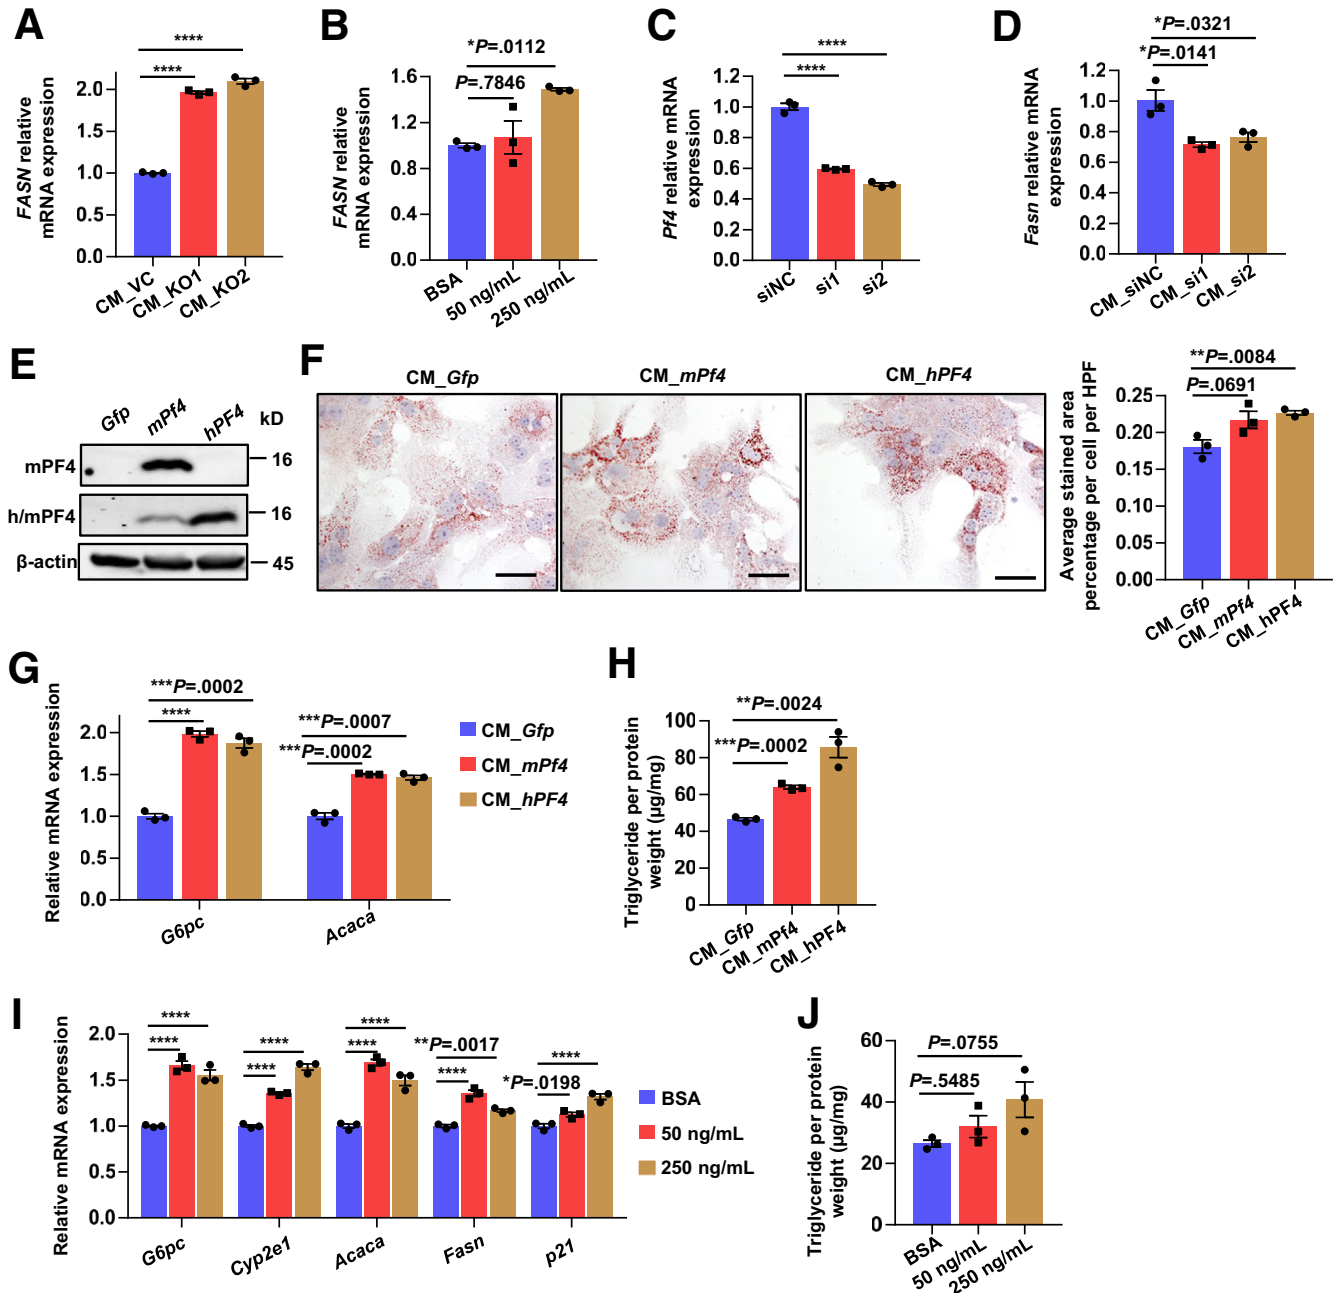 A
****
****
FASN relative
mRNA expression
2.0
1.5
1.0
0.5
0.0
CM_VC
CM_KO1
CM_KO2
B
*P=.0112
P=.7846
FASN relative
mRNA expression
1.6
1.2
0.8
0.4
0.0
BSA
50 ng/mL
250 ng/mL
C
****
****
Pf4 relative mRNA
expression
1.2
1.0
0.8
0.6
0.4
0.2
0.0
siNC
si1
si2
D
*P=.0321
*P=.0141
Fasn relative mRNA
expression
1.2
1.0
0.8
0.6
0.4
0.2
0.0
CM_siNC
CM_si1
CM_si2
E
Gfp
mPf4
hPF4
kD
mPF4
16
h/mPF4
16
β-actin
45
F
CM_Gfp
CM_mPf4
CM_hPF4
**P=.0084
P=.0691
Average stained area
percentage per cell per HPF
0.25
0.20
0.15
0.10
0.05
0.00
CM_Gfp
CM_mPf4
CM_hPF4
G
***P=.0002
****
***P=.0007
***P=.0002
Relative mRNA expression
2.0
1.5
1.0
0.5
0.0
G6pc
Acaca
CM_Gfp
CM_mPf4
CM_hPF4
H
**P=.0024
***P=.0002
Triglyceride per protein
weight (µg/mg)
100
80
60
40
20
0
CM_Gfp
CM_mPf4
CM_hPF4
I
****
****
****
****
****
****
**P=.0017
****
****
*P=.0198
Relative mRNA expression
2.0
1.5
1.0
0.5
0.0
G6pc
Cyp2e1
Acaca
Fasn
p21
BSA
50 ng/mL
250 ng/mL
J
P=.0755
P=.5485
Triglyceride per protein
weight (µg/mg)
60
40
20
0
BSA
50 ng/mL
250 ng/mL